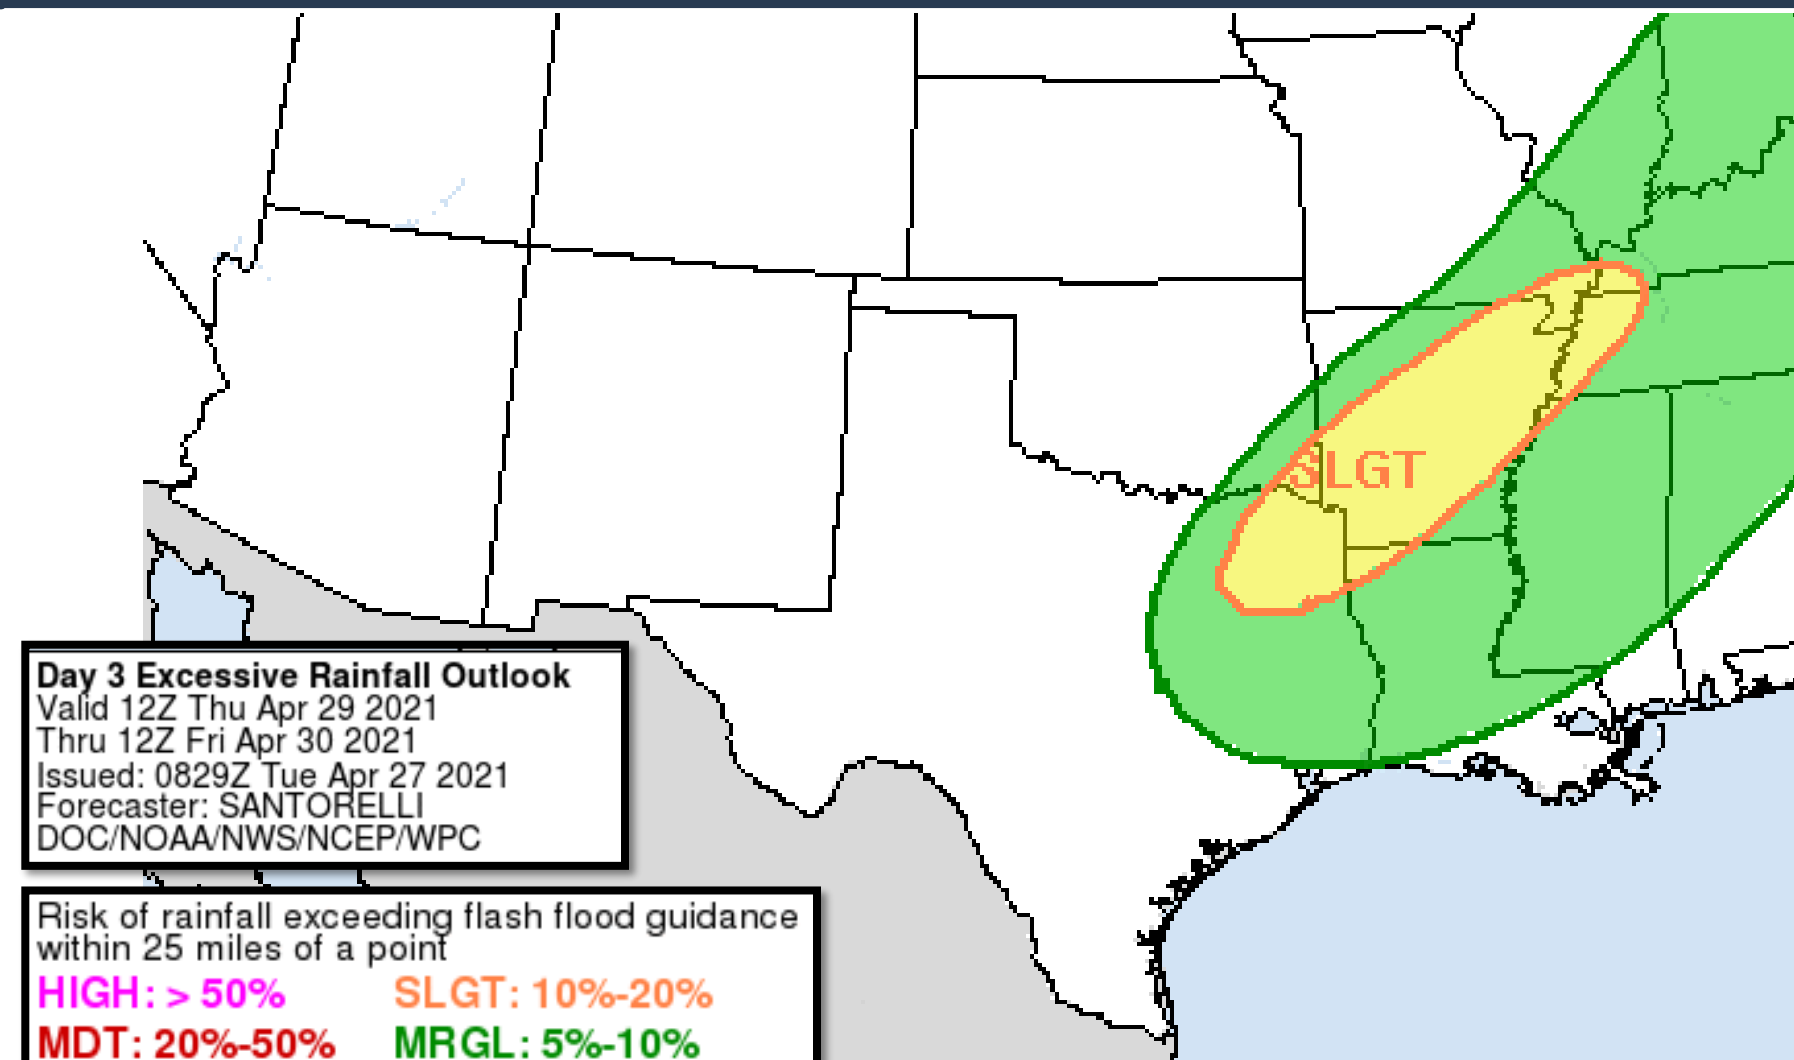 SLGT
Day 3 Excessive Rainfall Outlook
Valid 12Z Thu Apr 29 2021
Thru 12Z Fri Apr 30 2021
Issued: 0829Z Tue Apr 27 2021
Forecaster: SANTORELLI
DOC/NOAA/NWS/NCEP/WPC
Risk of rainfall exceeding flash flood guidance
within 25 miles of a point
HIGH: > 50% SLGT: 10%-20%
MDT: 20%-50% MRGL: 5%-10%